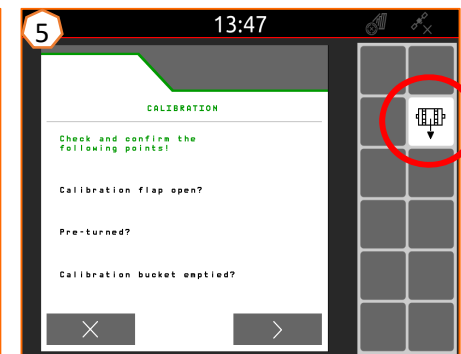 5
13:47
CALIBRATION
Check and confirm the
following points!
Calibration flap open?
Pre-turned?
Calibration bucket emptied?